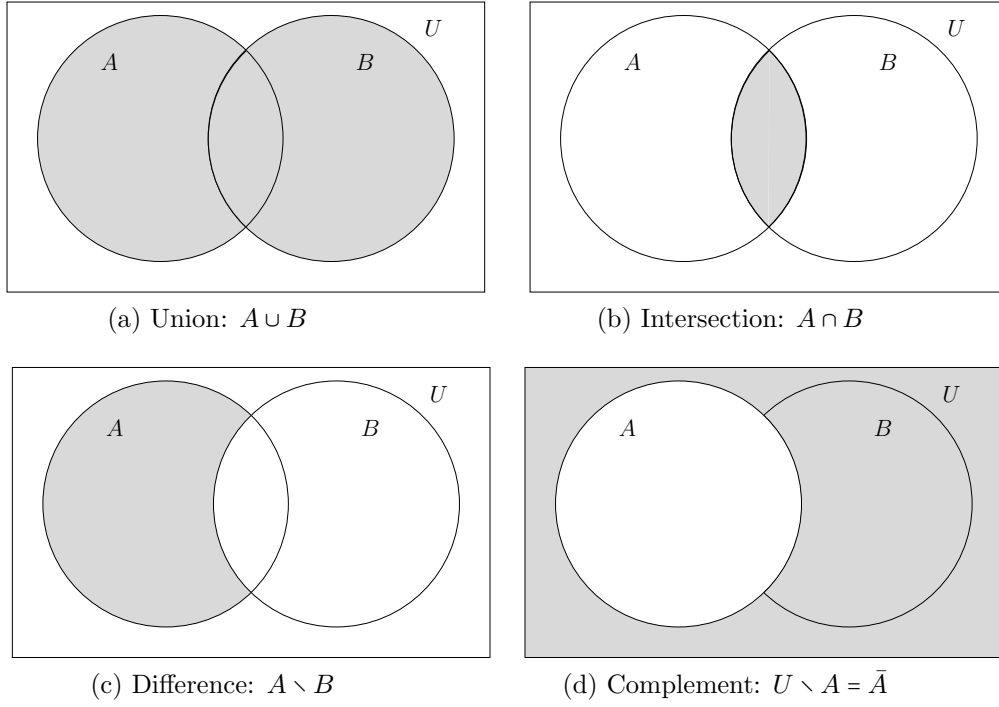 U
A
B
(a) Union: A ∪ B
U
A
B
(b) Intersection: A ∩ B
U
A
B
(c) Difference: A ∖ B
U
A
B
(d) Complement: U ∖ A = Ā